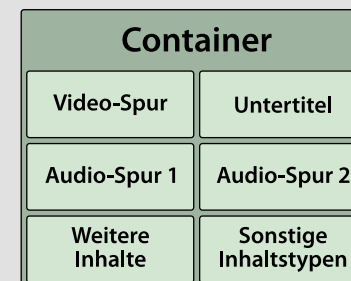 Container
Video-Spur
Untertitel
Audio-Spur 1
Audio-Spur 2
Weitere
Inhalte
Sonstige
Inhaltstypen